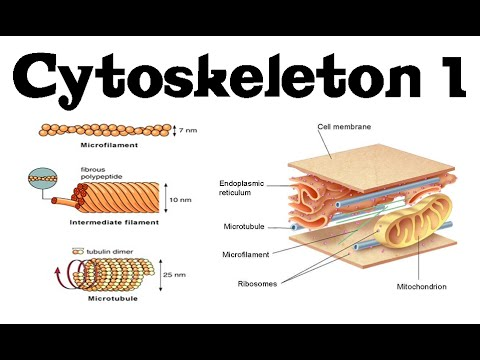 Cytoskeleton 1
7 nm
Microfilament
fibrous
polypeptide
10 nm
Intermediate filament
tubulin dimer
25 nm
Microtubule
Cell membrane
Endoplasmic
reticulum
Microtubule
Microfilament
Ribosomes
Mitochondrion